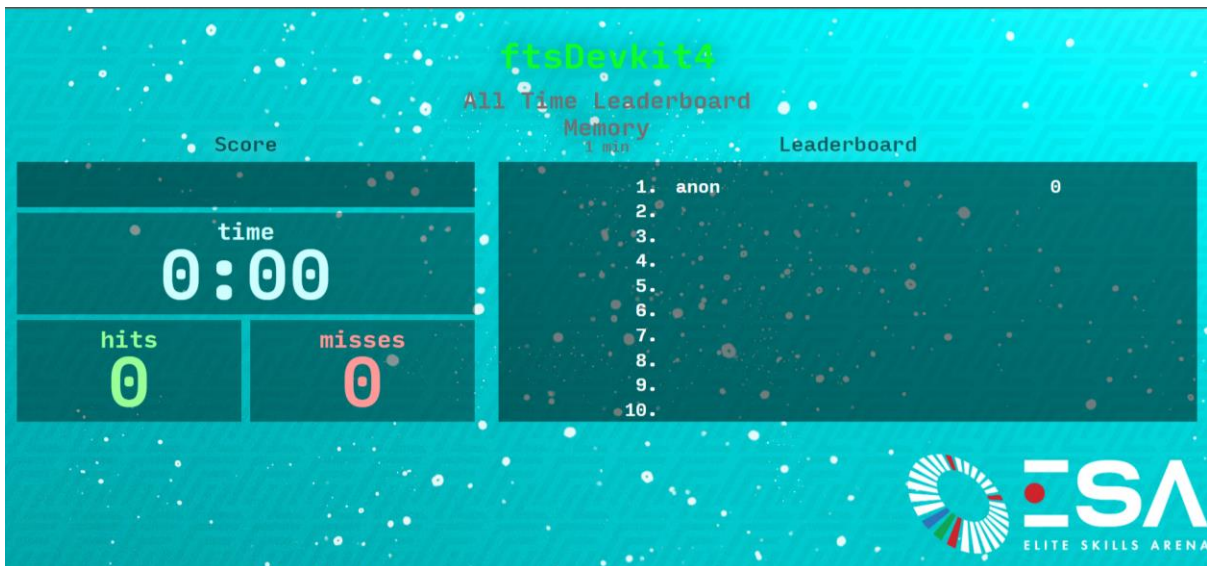 ftsDevkit4
All Time Leaderboard
Memory
1 min
Score
time
0:00
hits
0
misses
0
Leaderboard
1. anon 0
2.
3.
4.
5.
6.
7.
8.
9.
10.
ESA
ELITE SKILLS ARENA